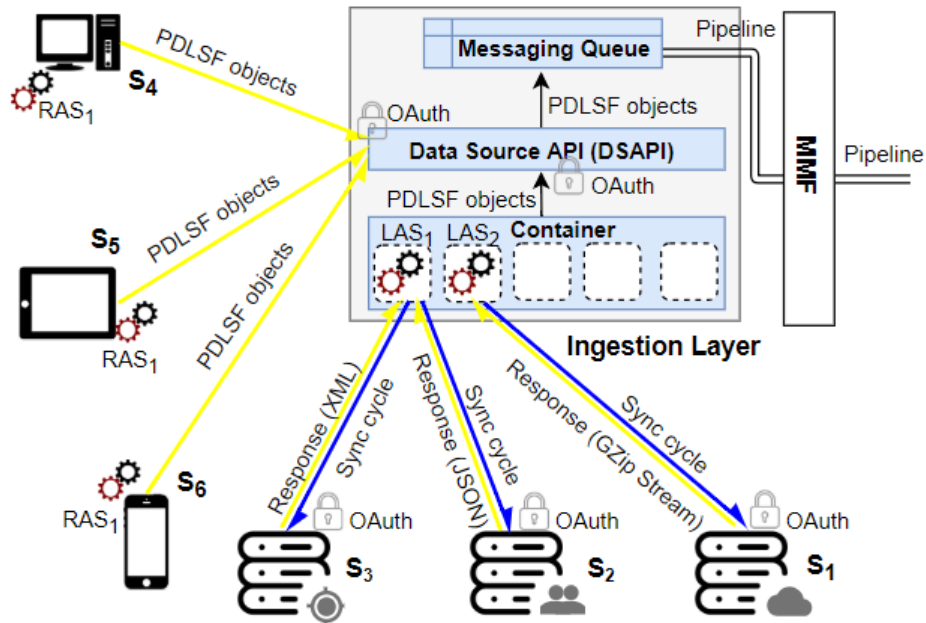 Pipeline
Messaging Queue
S4
PDLSF objects
RAS1
PDLSF objects
OAuth
MMF
Data Source API (DSAPI)
Pipeline
OAuth
PDLSF objects
S5
PDLSF objects
LAS1
LAS2
Container
RAS1
PDLSF objects
Ingestion Layer
Response (XML)
Sync cycle
Response (JSON)
Sync cycle
Response (GZip Stream)
Sync cycle
S6
RAS1
OAuth
OAuth
OAuth
S3
S2
S1